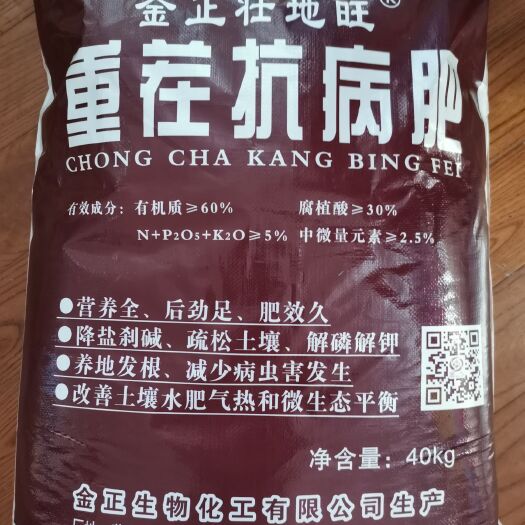 金正壮地旺®
重茬抗病肥
CHONG CHA KANG BING FEI
有效成分：有机质≥60% 腐植酸≥30%
N+P₂O₅+K₂O≥5% 中微量元素≥2.5%
●营养全、后劲足、肥效久
●降盐刹碱、疏松土壤、解磷解钾
●养地发根、减少病虫害发生
●改善土壤水肥气热和微生态平衡
净含量：40kg
金正生物化工有限公司生产